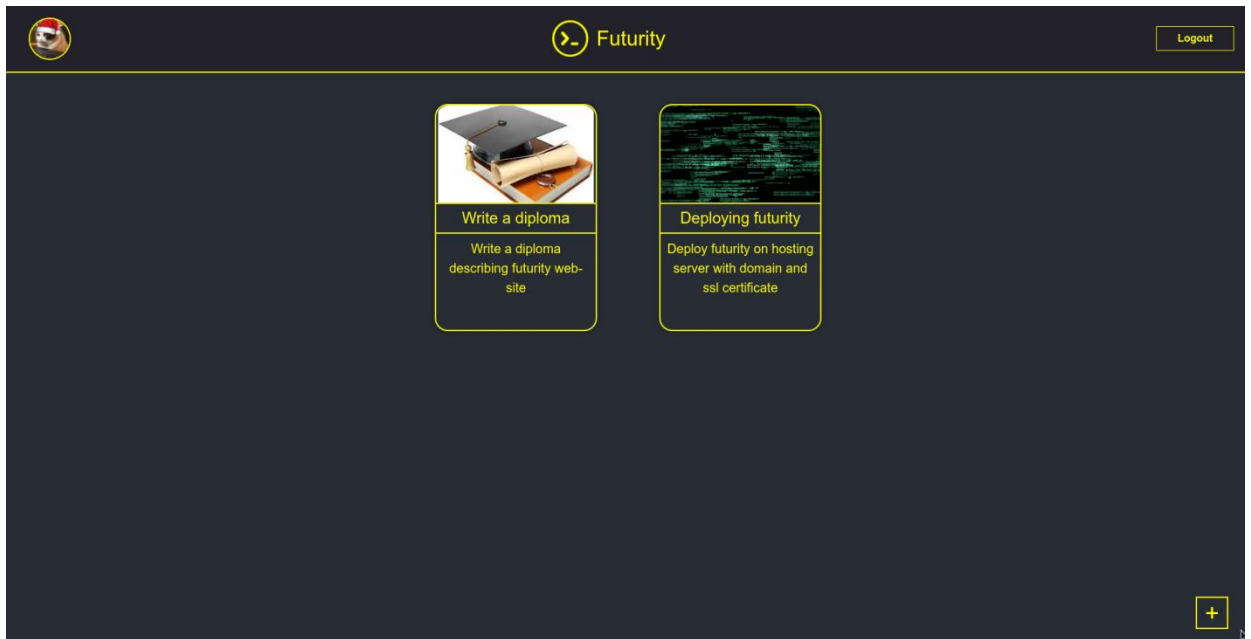 Futurity
Logout
Write a diploma
Write a diploma
describing futurity web-
site
Deploying futurity
Deploy futurity on hosting
server with domain and
ssl certificate
+